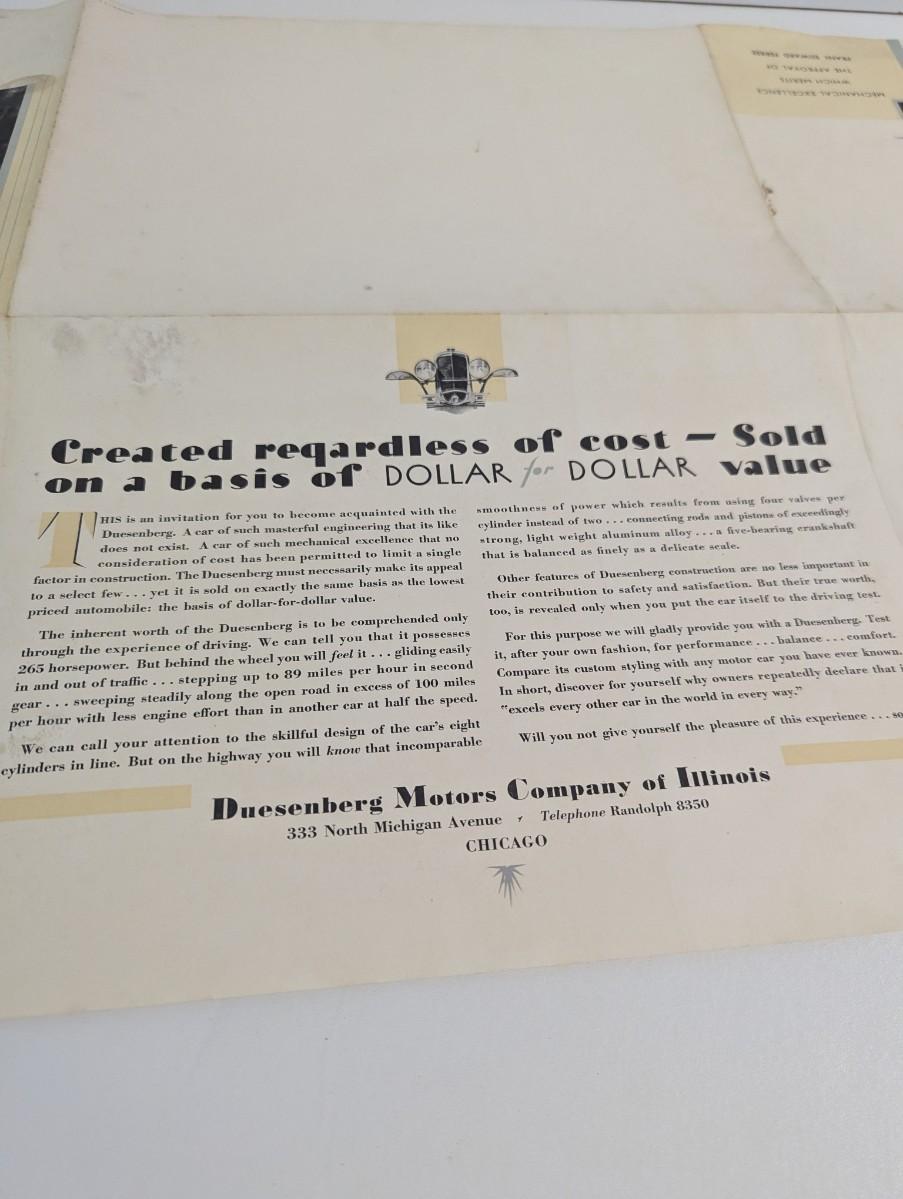 MECHANICAL EXCELLENCE
WHICH MERITS
THE APPROVAL OF
Created regardless of cost — Sold
on a basis of DOLLAR for DOLLAR value
THIS is an invitation for you to become acquainted with the
Duesenberg. A car of such masterful engineering that its like
does not exist. A car of such mechanical excellence that no
consideration of cost has been permitted to limit a single
factor in construction. The Duesenberg must necessarily make its appeal
to a select few . . . yet it is sold on exactly the same basis as the lowest
priced automobile: the basis of dollar-for-dollar value.
The inherent worth of the Duesenberg is to be comprehended only
through the experience of driving. We can tell you that it possesses
265 horsepower. But behind the wheel you will feel it . . . gliding easily
in and out of traffic . . . stepping up to 89 miles per hour in second
gear . . . sweeping steadily along the open road in excess of 100 miles
per hour with less engine effort than in another car at half the speed.
We can call your attention to the skillful design of the car's eight
cylinders in line. But on the highway you will know that incomparable
smoothness of power which results from using four valves per
cylinder instead of two . . . connecting rods and pistons of exceedingly
strong, light weight aluminum alloy . . . a five-bearing crankshaft
that is balanced as finely as a delicate scale.
Other features of Duesenberg construction are no less important in
their contribution to safety and satisfaction. But their true worth,
too, is revealed only when you put the car itself to the driving test.
For this purpose we will gladly provide you with a Duesenberg. Test
it, after your own fashion, for performance . . . balance . . . comfort.
Compare its custom styling with any motor car you have ever known.
In short, discover for yourself why owners repeatedly declare that i
"excels every other car in the world in every way."
Will you not give yourself the pleasure of this experience . . . so
Duesenberg Motors Company of Illinois
333 North Michigan Avenue , Telephone Randolph 8350
CHICAGO